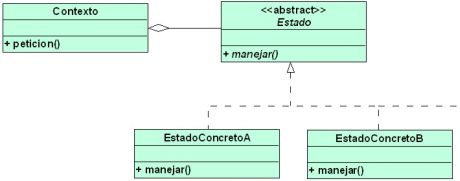 Contexto
+ peticion()
<<abstract>>
Estado
+ manejar()
EstadoConcretoA
+ manejar()
EstadoConcretoB
+ manejar()